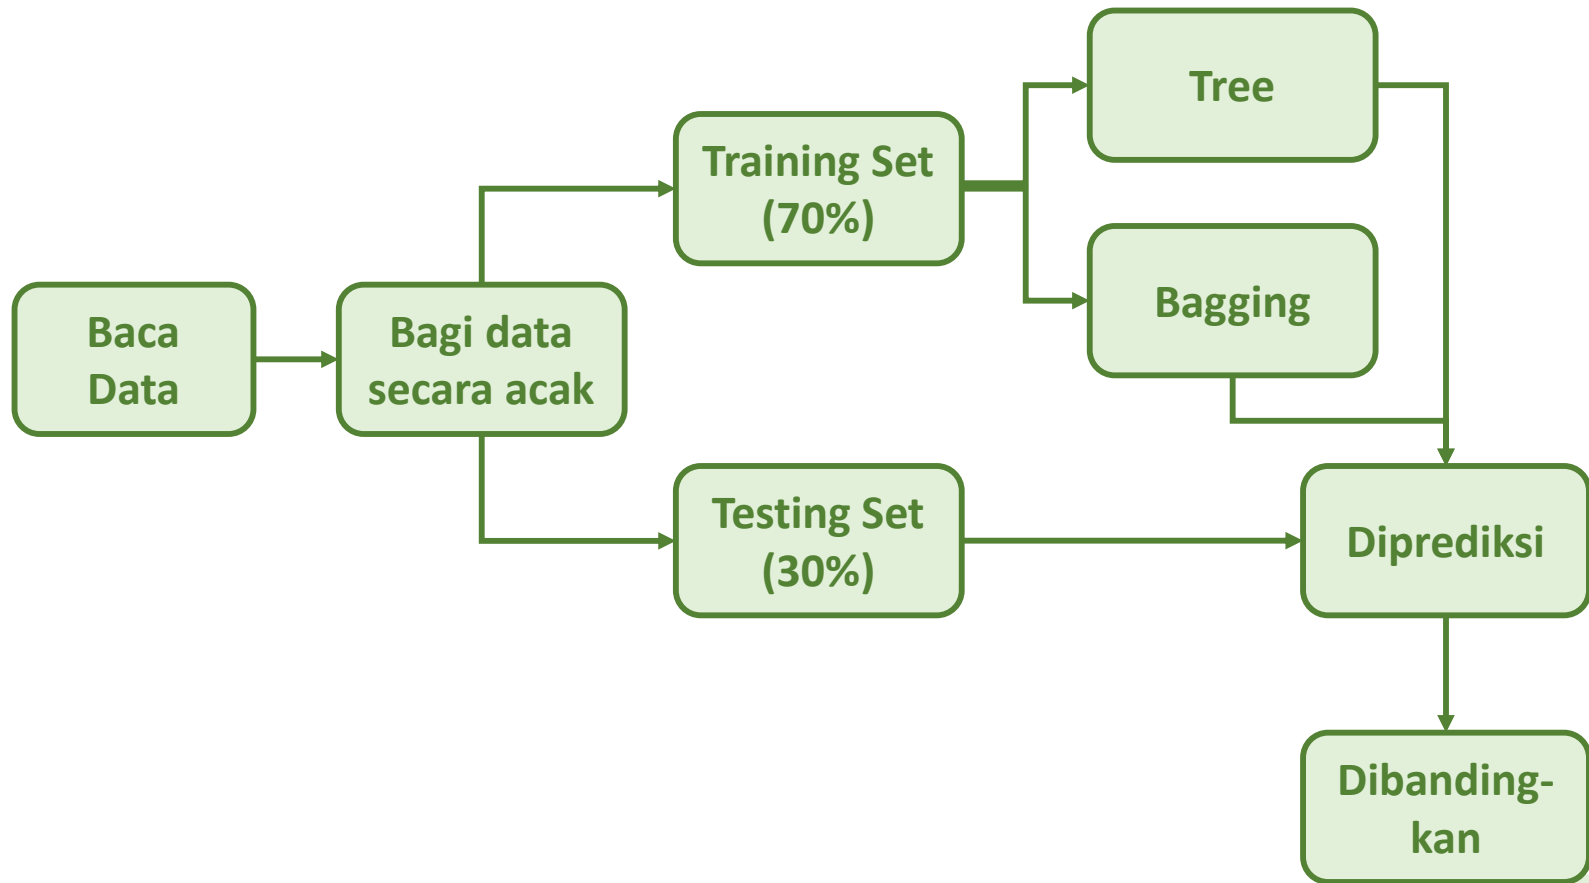 Baca
Data
Bagi data
secara acak
Training Set
(70%)
Testing Set
(30%)
Tree
Bagging
Diprediksi
Dibanding-
kan